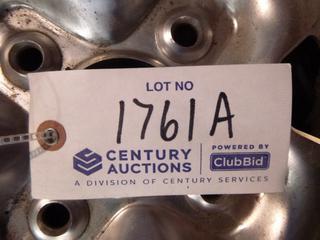 LOT NO
1761A
CENTURY AUCTIONS
POWERED BY
ClubBid
A DIVISION OF CENTURY SERVICES